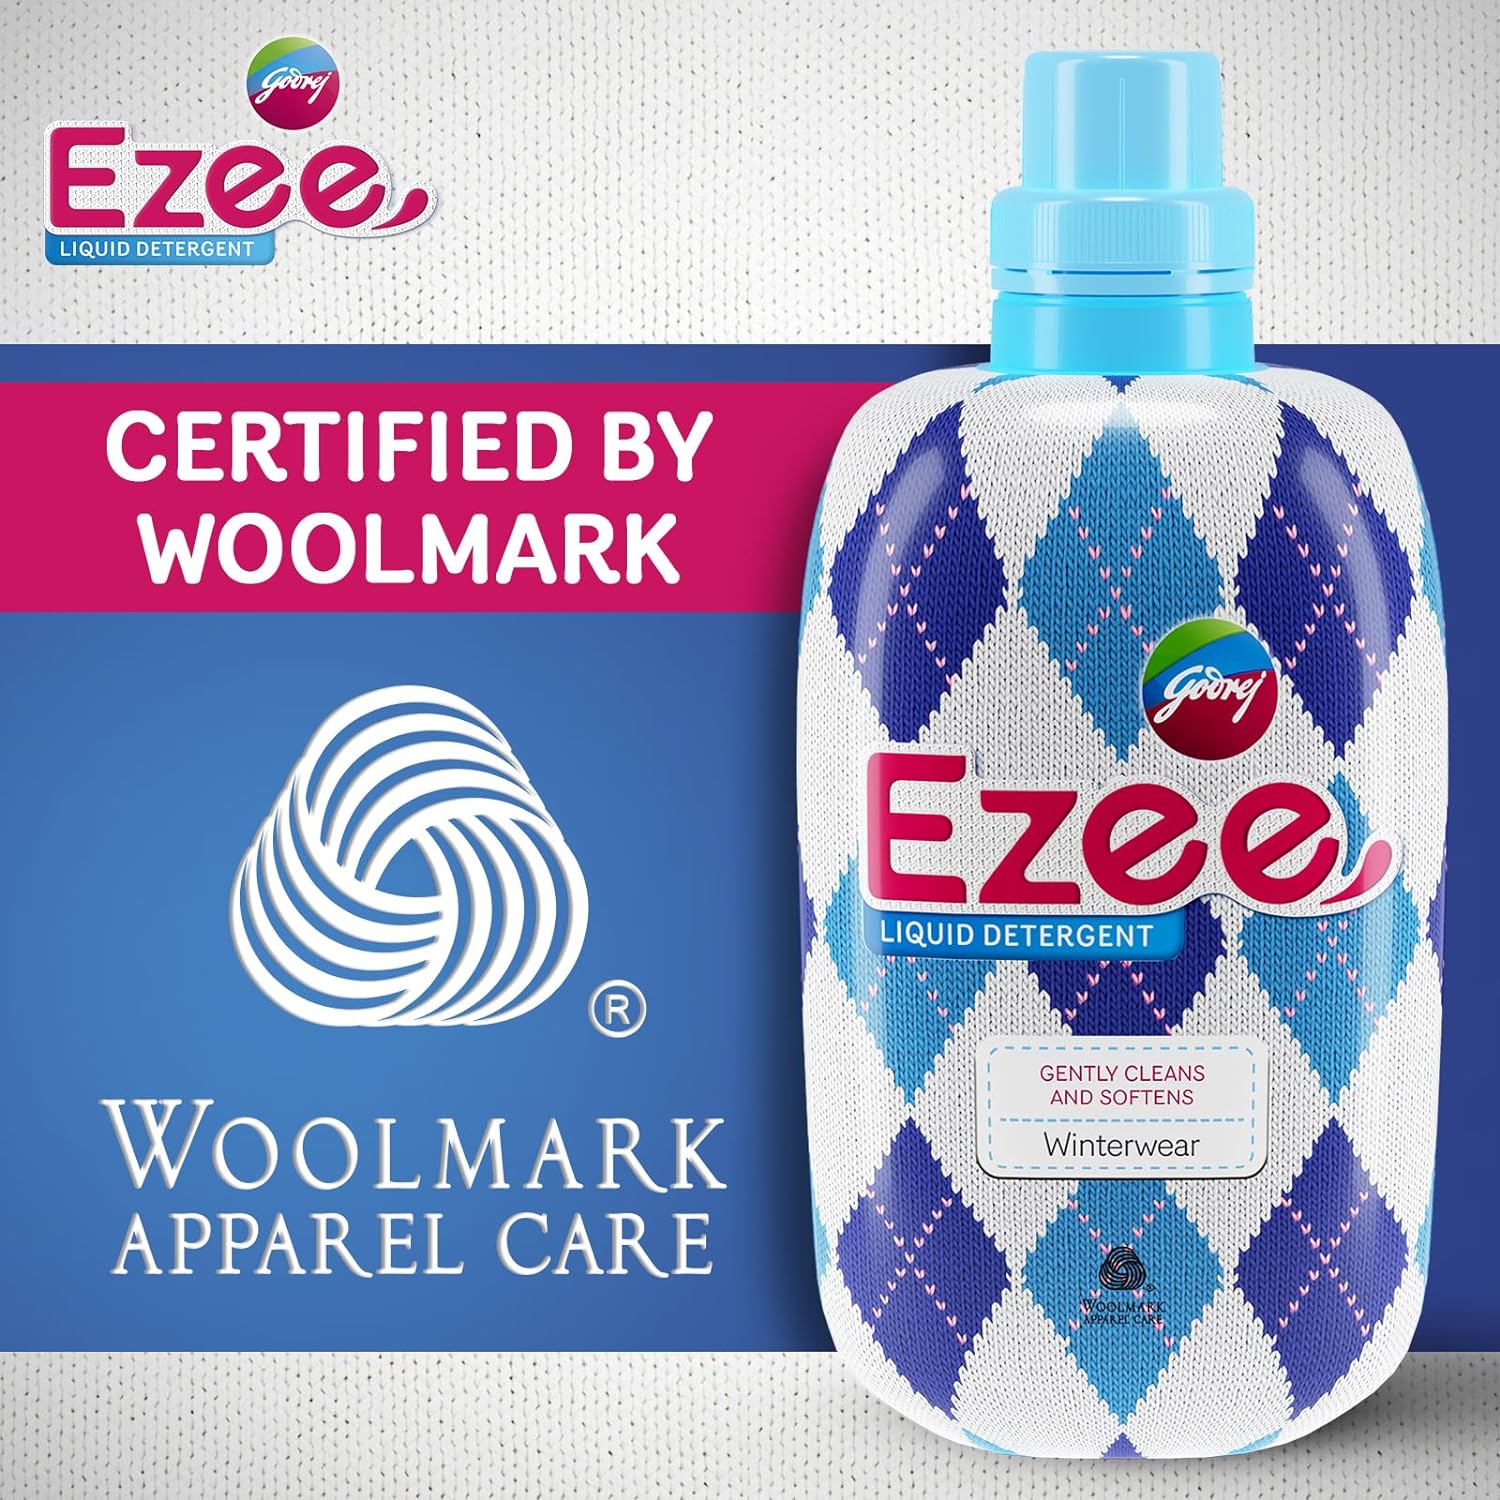 Godrej
Ezee
LIQUID DETERGENT
CERTIFIED BY
WOOLMARK
®
WOOLMARK
APPAREL CARE
Godrej
Ezee
LIQUID DETERGENT
GENTLY CLEANS
AND SOFTENS
Winterwear
®
WOOLMARK
APPAREL CARE